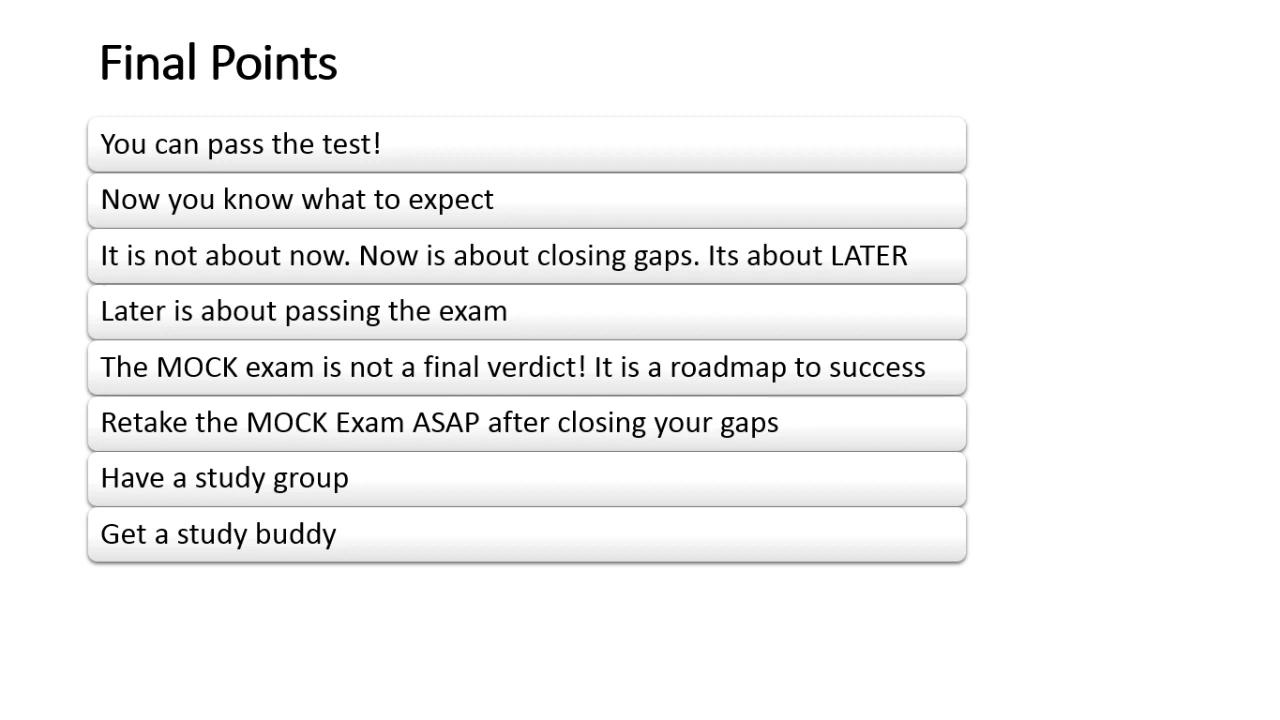 Final Points
You can pass the test!
Now you know what to expect
It is not about now. Now is about closing gaps. Its about LATER
Later is about passing the exam
The MOCK exam is not a final verdict! It is a roadmap to success
Retake the MOCK Exam ASAP after closing your gaps
Have a study group
Get a study buddy